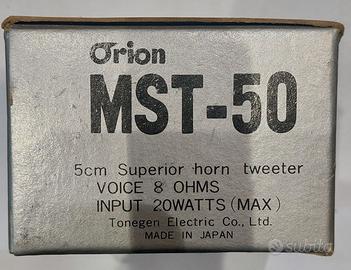 Orion
MST-50
5cm Superior horn tweeter
VOICE 8 OHMS
INPUT 20WATTS (MAX)
Tonegen Electric Co., Ltd.
MADE IN JAPAN
subito